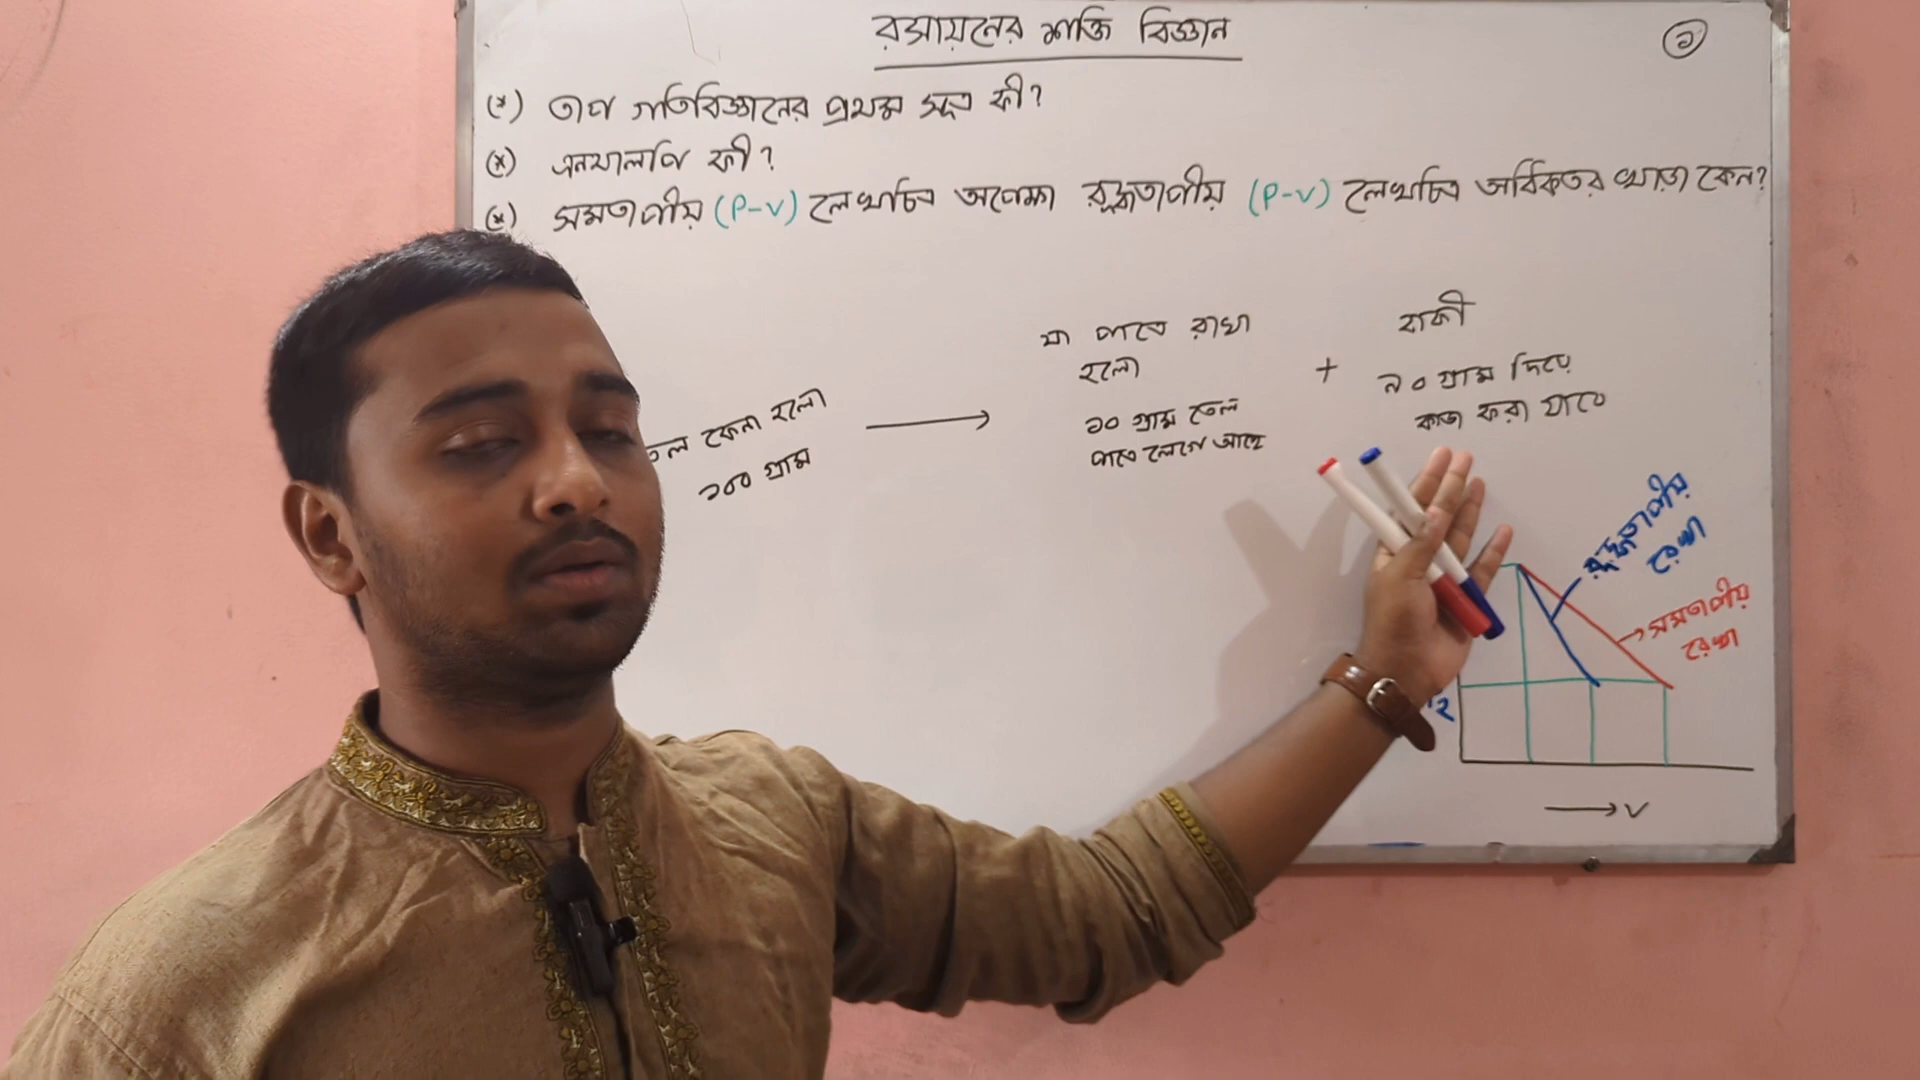 রসায়নের শক্তি বিজ্ঞান
১
(*) তাপ গতিবিজ্ঞানের প্রথম সূত্র কী?
(*) এনথালপি কী?
(*) সমতাপীয় (P-V) লেখচিত্র অপেক্ষা রুদ্ধতাপীয় (P-V) লেখচিত্র অধিকতর খাড়া কেন?
তেল কেনা হলো
১০০ গ্রাম
যা পাত্রে রাখা
হলো
১০ গ্রাম তেল
পাত্রে লেগে আছে
+
বাকী
৯০ গ্রাম দিয়ে
কাজ করা যাবে
রুদ্ধতাপীয়
রেখা
সমতাপীয়
রেখা
V